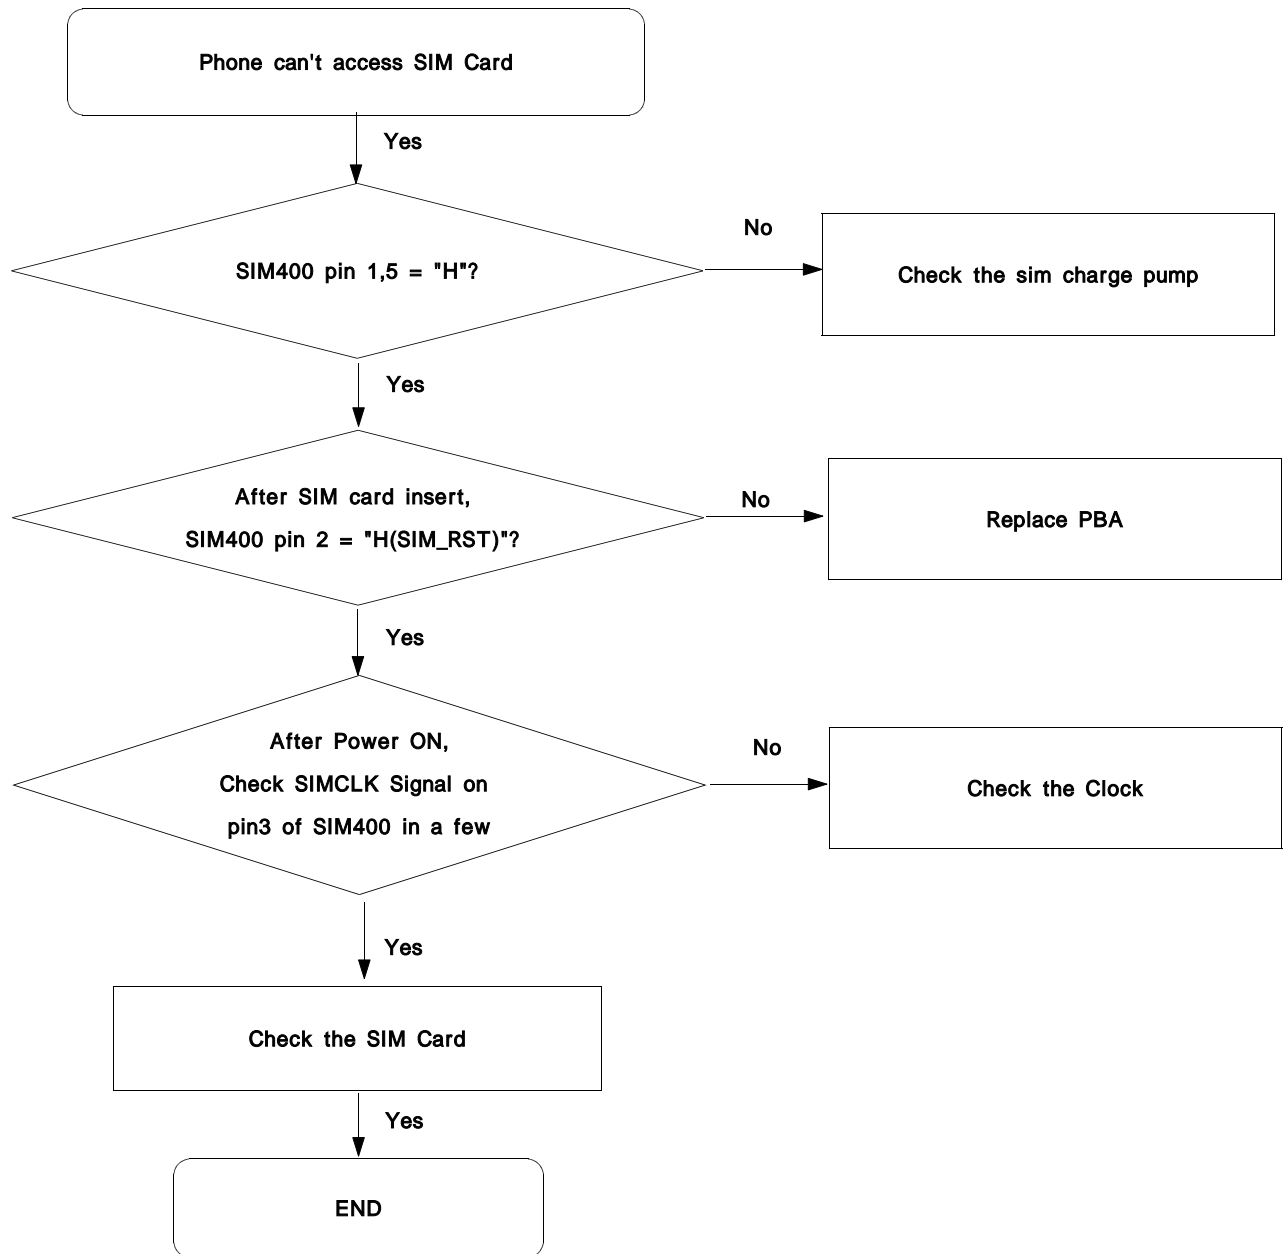 Phone can't access SIM Card
Yes
SIM400 pin 1,5 = "H"?
No
Check the sim charge pump
Yes
After SIM card insert,
SIM400 pin 2 = "H(SIM_RST)"?
No
Replace PBA
Yes
After Power ON,
Check SIMCLK Signal on
pin3 of SIM400 in a few
No
Check the Clock
Yes
Check the SIM Card
Yes
END